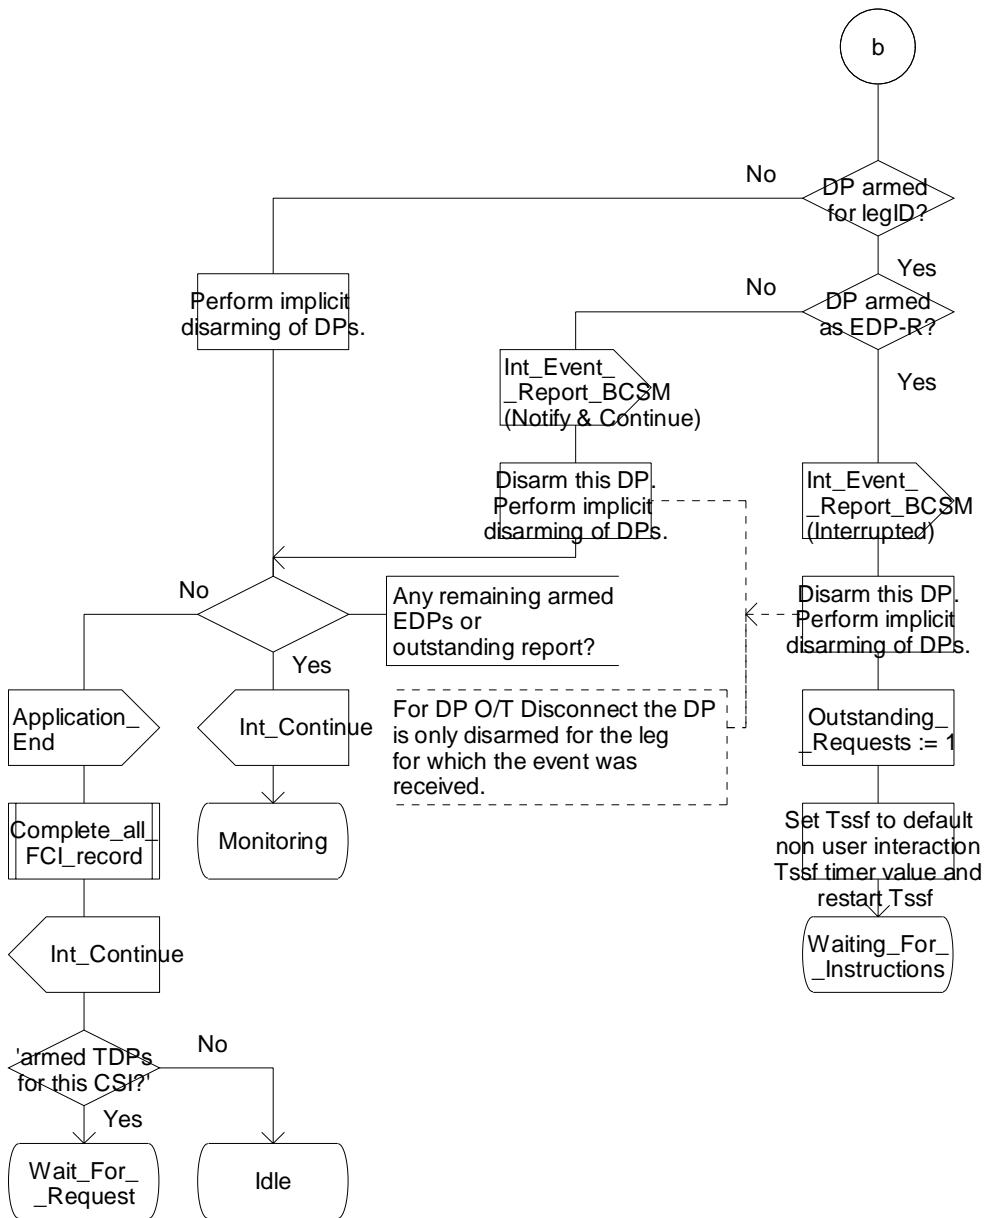 b
No
DP armed
for legID?
Yes
Perform implicit
disarming of DPs.
No
DP armed
as EDP-R?
Yes
Int_Event_
_Report_BCSM
(Notify & Continue)
Disarm this DP.
Perform implicit
disarming of DPs.
Int_Event_
_Report_BCSM
(Interrupted)
No
Any remaining armed
EDPs or
outstanding report?
Yes
Disarm this DP.
Perform implicit
disarming of DPs.
Application_
End
Int_Continue
For DP O/T Disconnect the DP
is only disarmed for the leg
for which the event was
received.
Outstanding_
_Requests := 1
Complete_all_
FCI_record
Monitoring
Set Tssf to default
non user interaction
Tssf timer value and
restart Tssf
Int_Continue
Waiting_For_
_Instructions
'armed TDPs
for this CSI?'
No
Yes
Wait_For_
_Request
Idle